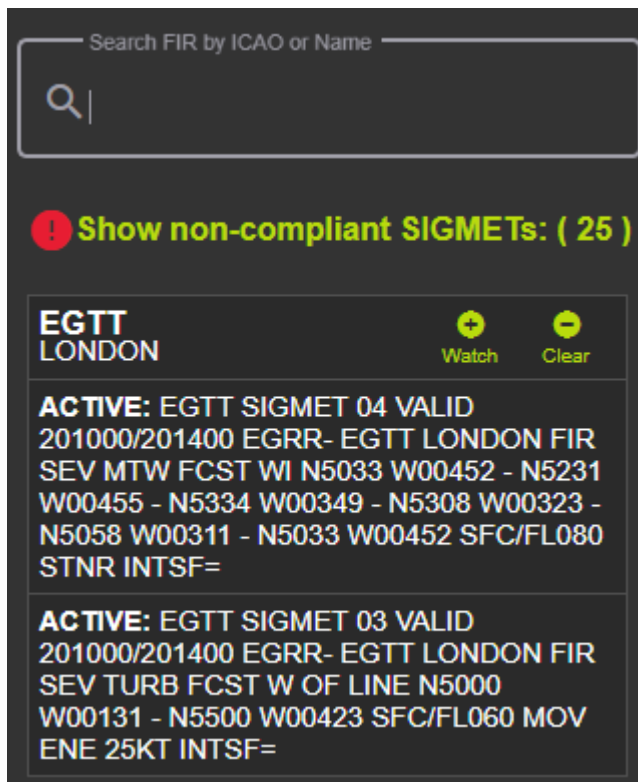 Search FIR by ICAO or Name
Show non-compliant SIGMETs: ( 25 )
EGTT
LONDON
Watch
Clear
ACTIVE: EGTT SIGMET 04 VALID
201000/201400 EGRR- EGTT LONDON FIR
SEV MTW FCST WI N5033 W00452 - N5231
W00455 - N5334 W00349 - N5308 W00323 -
N5058 W00311 - N5033 W00452 SFC/FL080
STNR INTSF=
ACTIVE: EGTT SIGMET 03 VALID
201000/201400 EGRR- EGTT LONDON FIR
SEV TURB FCST W OF LINE N5000
W00131 - N5500 W00423 SFC/FL060 MOV
ENE 25KT INTSF=